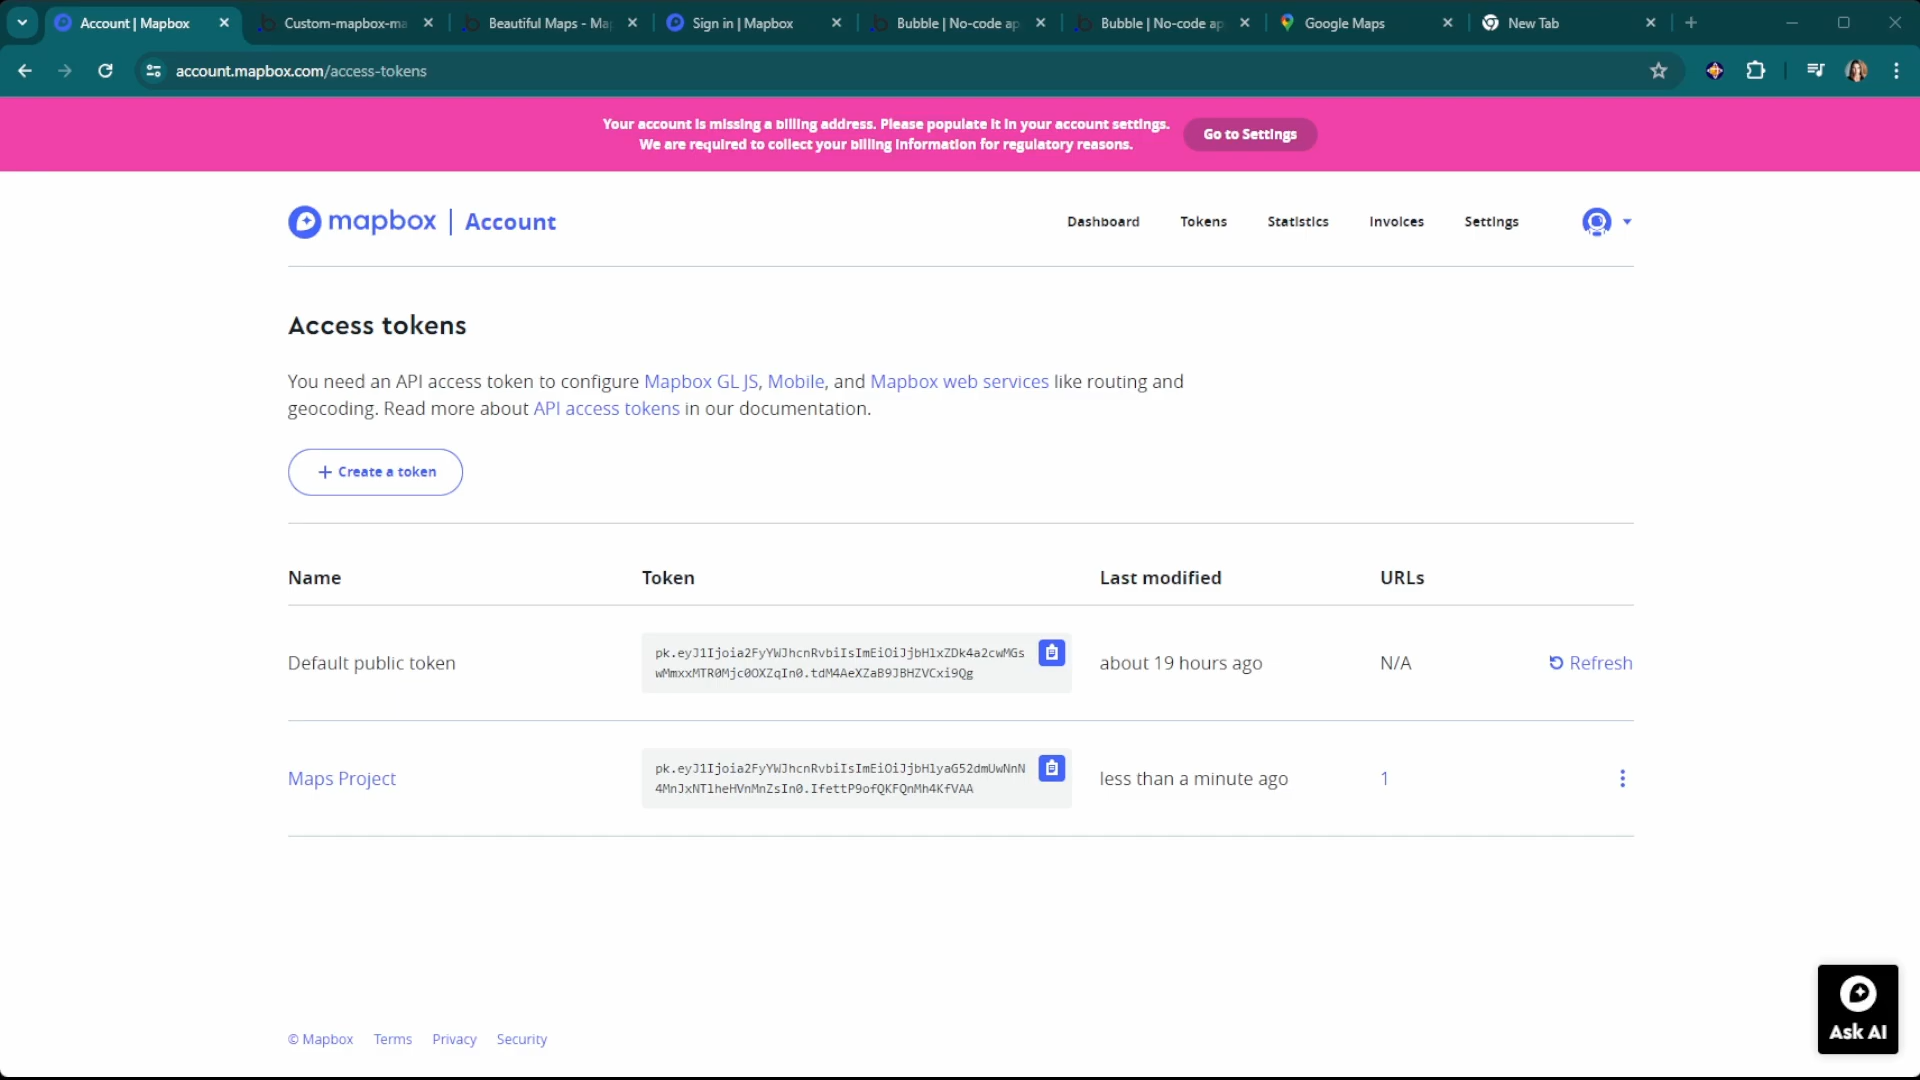 Account | Mapbox
Custom-mapbox-ma
Beautiful Maps - Map
Sign in | Mapbox
Bubble | No-code ap
Bubble | No-code ap
Google Maps
New Tab
account.mapbox.com/access-tokens
Your account is missing a billing address. Please populate it in your account settings.
We are required to collect your billing information for regulatory reasons.
Go to Settings
mapbox | Account
Dashboard
Tokens
Statistics
Invoices
Settings
Access tokens
You need an API access token to configure Mapbox GL JS, Mobile, and Mapbox web services like routing and
geocoding. Read more about API access tokens in our documentation.
+ Create a token
Name
Token
Last modified
URLs
Default public token
pk.eyJ1Ijoia2FyYWJhcnRvbiIsImEiOiJjbHlxZDk4a2cwMGs
wMmxxMTR0Mjc0OXZqIn0.tdM4AeXZaB9JBHZVCxi9Qg
about 19 hours ago
N/A
Refresh
Maps Project
pk.eyJ1Ijoia2FyYWJhcnRvbiIsImEiOiJjbHlyaG52dmUwNnN
4MnJxNTlheHVnMnZsIn0.IfettP9ofQKFQnMh4KfVAA
less than a minute ago
1
© Mapbox
Terms
Privacy
Security
Ask AI